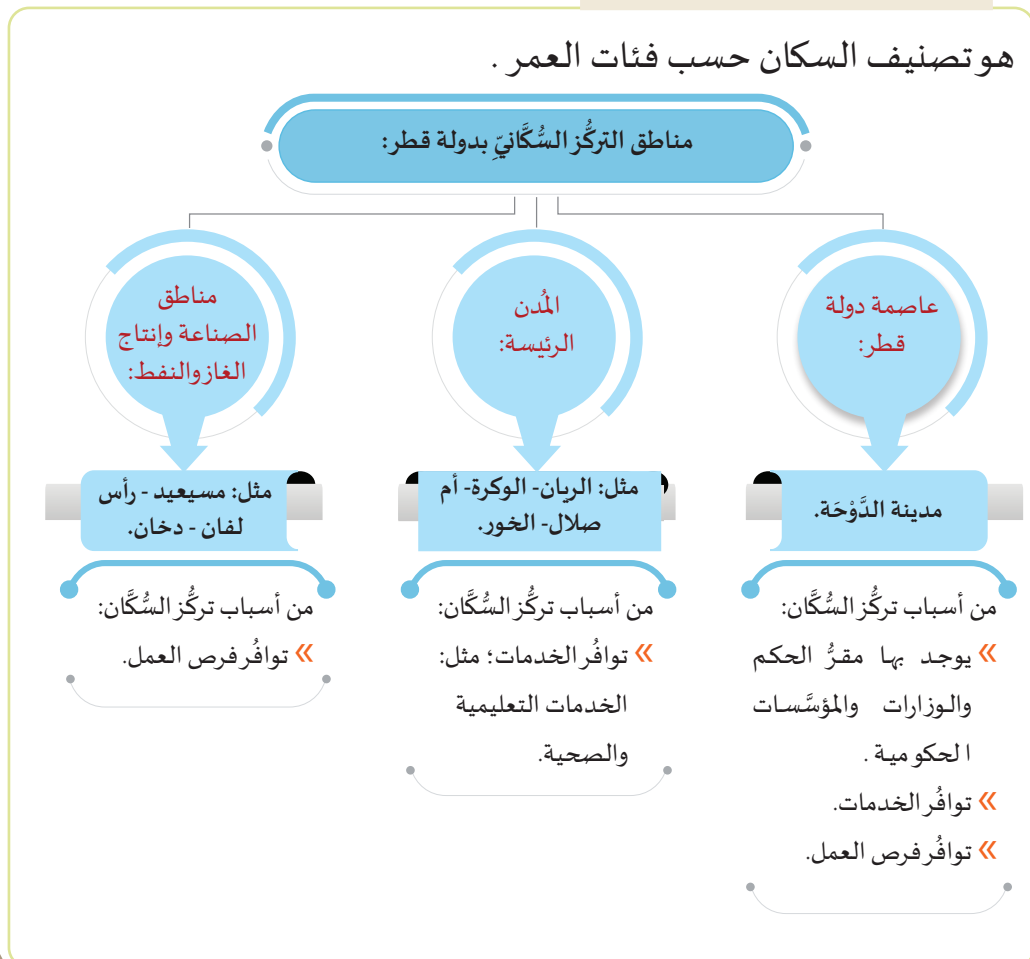 هو تصنيف السكان حسب فئات العمر .
مناطق التركُّز السُّكَّانيِّ بدولة قطر:
عاصمة دولة
قطر:
مدينة الدَّوْحَة.
من أسباب تركُّز السُّكَّان:
» يوجد بها مقرُّ الحكم
والوزارات والمؤسَّسات
الحكومية .
» توافُر الخدمات.
» توافُر فرص العمل.
المُدن
الرئيسة:
مثل: الريان- الوكرة- أم
صلال- الخور.
من أسباب تركُّز السُّكَّان:
» توافُر الخدمات؛ مثل:
الخدمات التعليمية
والصحية.
مناطق
الصناعة وإنتاج
الغاز والنفط:
مثل: مسيعيد - رأس
لفان - دخان.
من أسباب تركُّز السُّكَّان:
» توافُر فرص العمل.